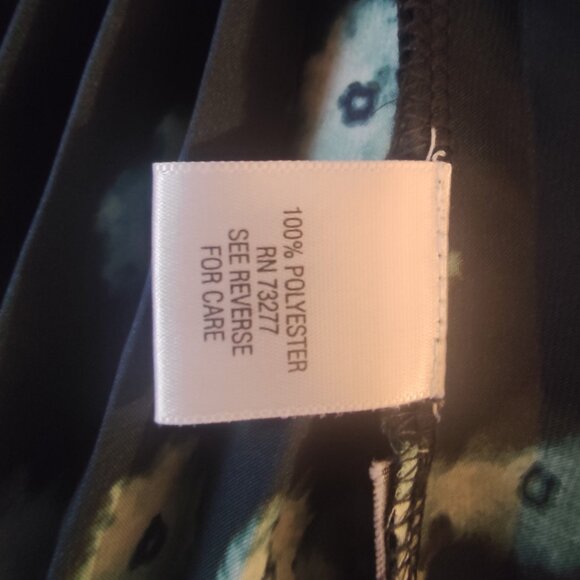 100% POLYESTER
RN 73277
SEE REVERSE
FOR CARE